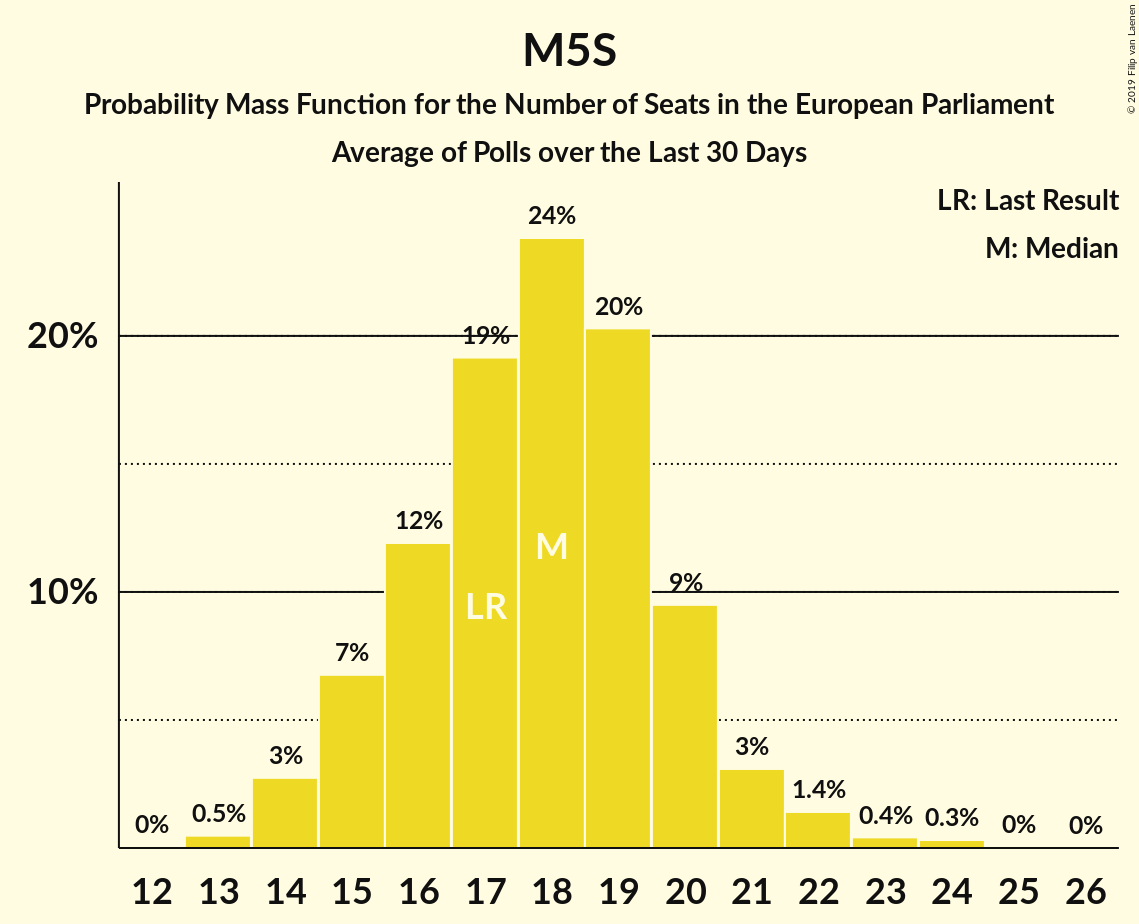 M5S
Probability Mass Function for the Number of Seats in the European Parliament
Average of Polls over the Last 30 Days
© 2019 Filip van Laenen
LR: Last Result
M: Median
24%
20%
19%
20%
12%
M
9%
10%
LR
7%
3%
3%
1.4%
0.5%
0.4%
0.3%
0%
0%
0%
12 13 14 15 16 17 18 19 20 21 22 23 24 25 26